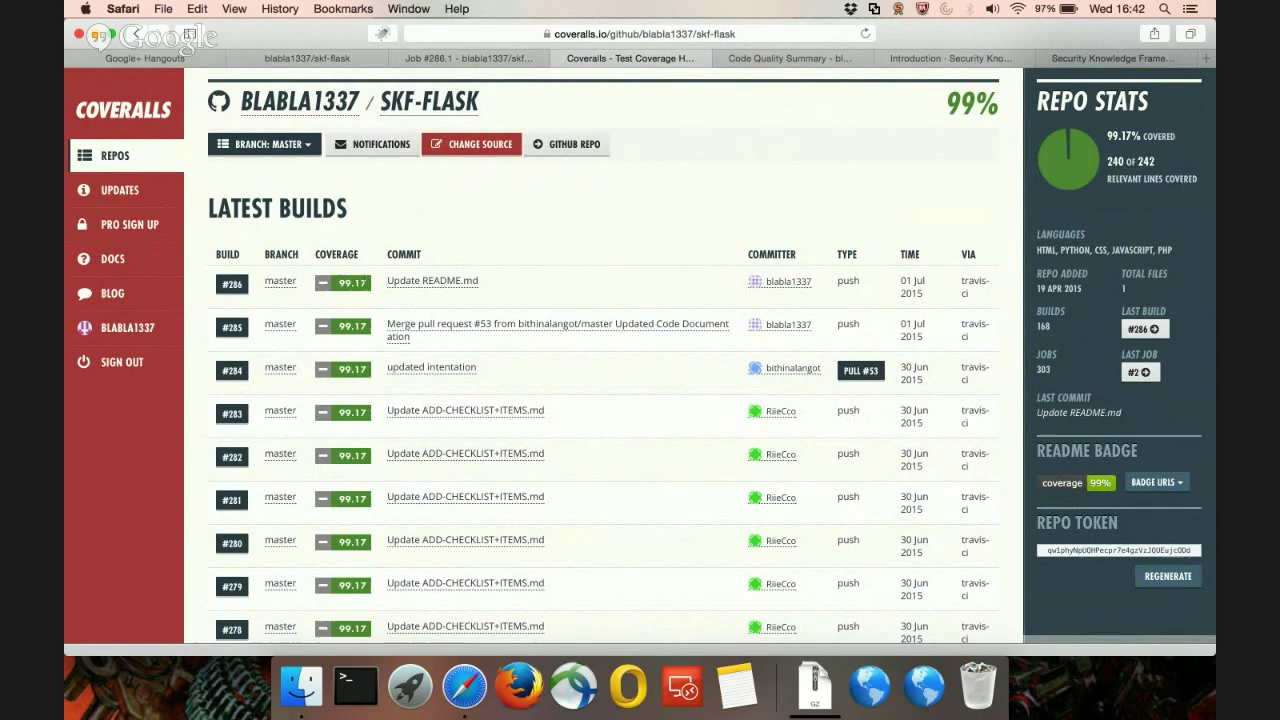 Safari File Edit View History Bookmarks Window Help 97% Wed 16:42
Google
coveralls.io/github/blabla1337/skf-flask
Google+ Hangouts blabla1337/skf-flask Job #286.1 - blabla1337/skf... Coveralls - Test Coverage H... Code Quality Summary - bl... Introduction · Security Kno... Security Knowledge Frame...
COVERALLS
REPOS
UPDATES
PRO SIGN UP
DOCS
BLOG
BLABLA1337
SIGN OUT
BLABLA1337 / SKF-FLASK 99%
BRANCH: MASTER NOTIFICATIONS CHANGE SOURCE GITHUB REPO
LATEST BUILDS
BUILD BRANCH COVERAGE COMMIT COMMITTER TYPE TIME VIA
#286 master 99.17 Update README.md blabla1337 push 01 Jul 2015 travis-ci
#285 master 99.17 Merge pull request #53 from bithinalangot/master Updated Code Documentation blabla1337 push 01 Jul 2015 travis-ci
#284 master 99.17 updated intentation bithinalangot PULL #53 30 Jun 2015 travis-ci
#283 master 99.17 Update ADD-CHECKLIST+ITEMS.md RiieCco push 30 Jun 2015 travis-ci
#282 master 99.17 Update ADD-CHECKLIST+ITEMS.md RiieCco push 30 Jun 2015 travis-ci
#281 master 99.17 Update ADD-CHECKLIST+ITEMS.md RiieCco push 30 Jun 2015 travis-ci
#280 master 99.17 Update ADD-CHECKLIST+ITEMS.md RiieCco push 30 Jun 2015 travis-ci
#279 master 99.17 Update ADD-CHECKLIST+ITEMS.md RiieCco push 30 Jun 2015 travis-ci
#278 master 99.17 Update ADD-CHECKLIST+ITEMS.md RiieCco push 30 Jun 2015 travis-ci
REPO STATS
99.17% COVERED
240 OF 242
RELEVANT LINES COVERED
LANGUAGES
HTML, PYTHON, CSS, JAVASCRIPT, PHP
REPO ADDED TOTAL FILES
19 APR 2015 1
BUILDS LAST BUILD
168 #286
JOBS LAST JOB
303 #2
LAST COMMIT
Update README.md
README BADGE
coverage 99% BADGE URLS
REPO TOKEN
REGENERATE
GZ